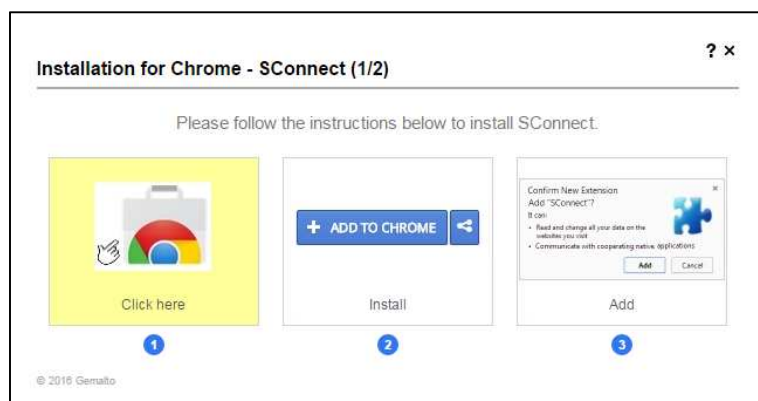 ? ×
Installation for Chrome - SConnect (1/2)
Please follow the instructions below to install SConnect.
Confirm New Extension
×
Add "SConnect"?
It can:
• Read and change all your data on the
websites you visit
• Communicate with cooperating native applications
+ ADD TO CHROME
Add
Cancel
Click here
Install
Add
1
2
3
© 2016 Gemalto